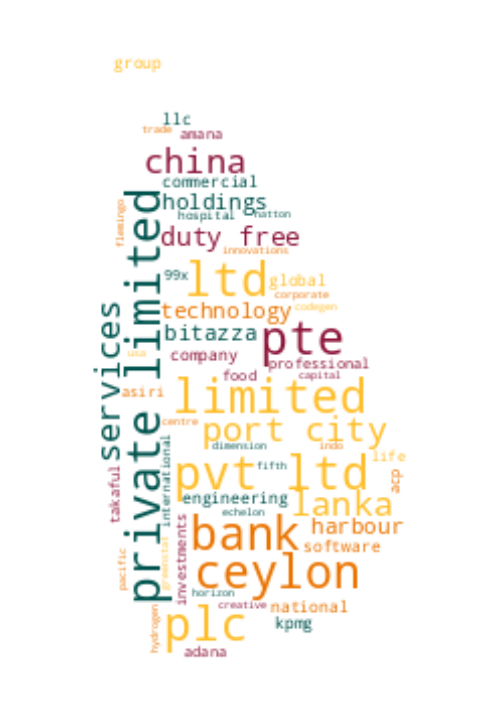 group
llc
trade
amana
china
commercial
holdings
flemingo
hospital
hatton
duty free
innovations
private limited
99x
ltd
global
corporate
codegen
technology
services
bitazza
pte
usa
company
professional
food
capital
asiri
limited
centre
port city
dimension
indo
life
international
pvt ltd
fifth
acp
takaful
engineering
lanka
echelon
investments
bank
harbour
software
greenstat
pacific
ceylon
horizon
creative
national
hydrogen
plc
kpmg
adana